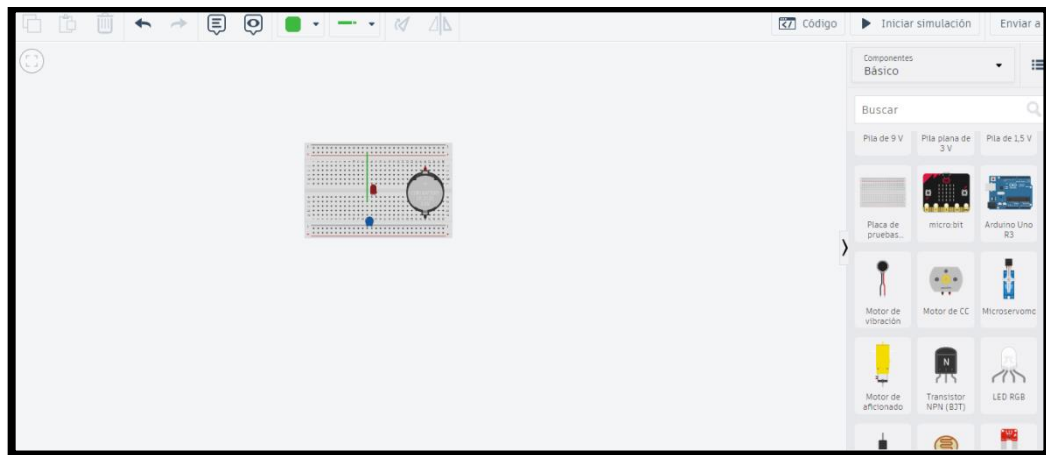 Código
Iniciar simulación
Enviar a
Componentes
Básico
Buscar
Pila de 9 V
Pila plana de
3 V
Pila de 1,5 V
Placa de
pruebas...
micro:bit
Arduino Uno
R3
Motor de
vibración
Motor de CC
Microservomo
Motor de
aficionado
N
Transistor
NPN (BJT)
LED RGB